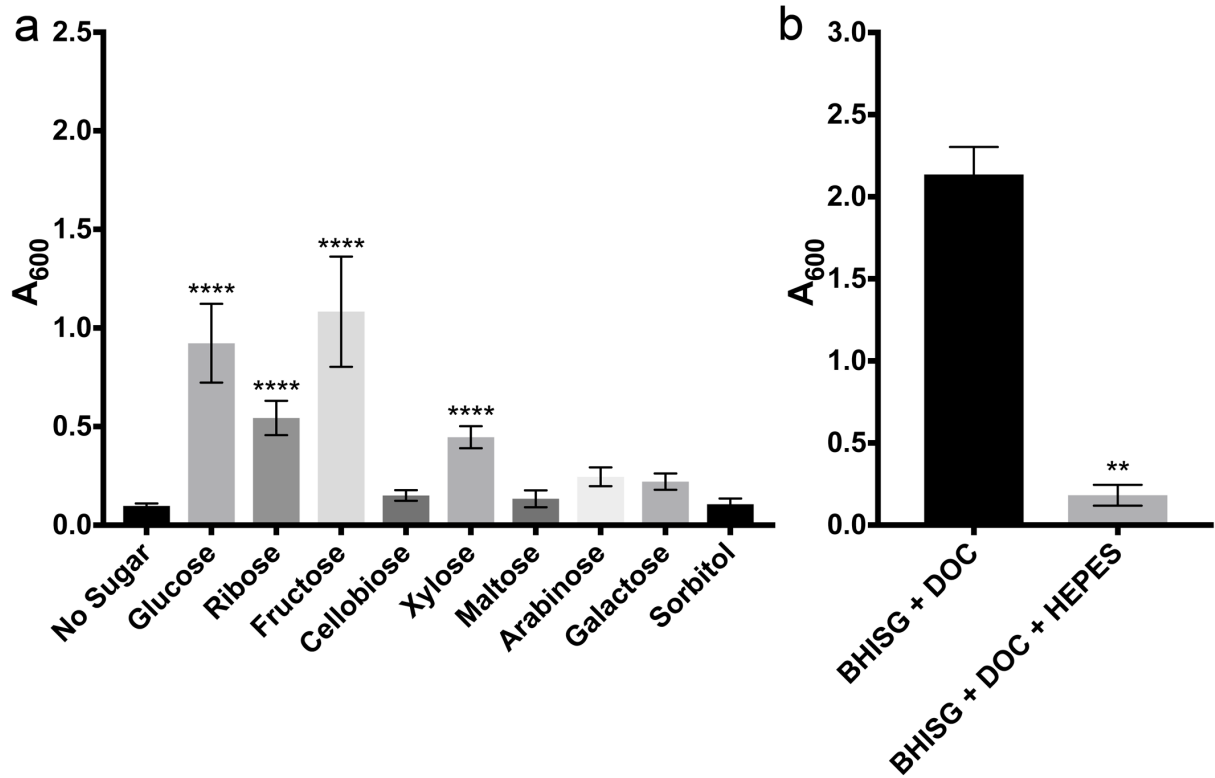 a
A600
2.5
2.0
1.5
1.0
0.5
0.0
****
****
****
****
No Sugar
Glucose
Ribose
Fructose
Cellobiose
Xylose
Maltose
Arabinose
Galactose
Sorbitol
b
A600
3.0
2.5
2.0
1.5
1.0
0.5
0.0
**
BHISG + DOC
BHISG + DOC + HEPES